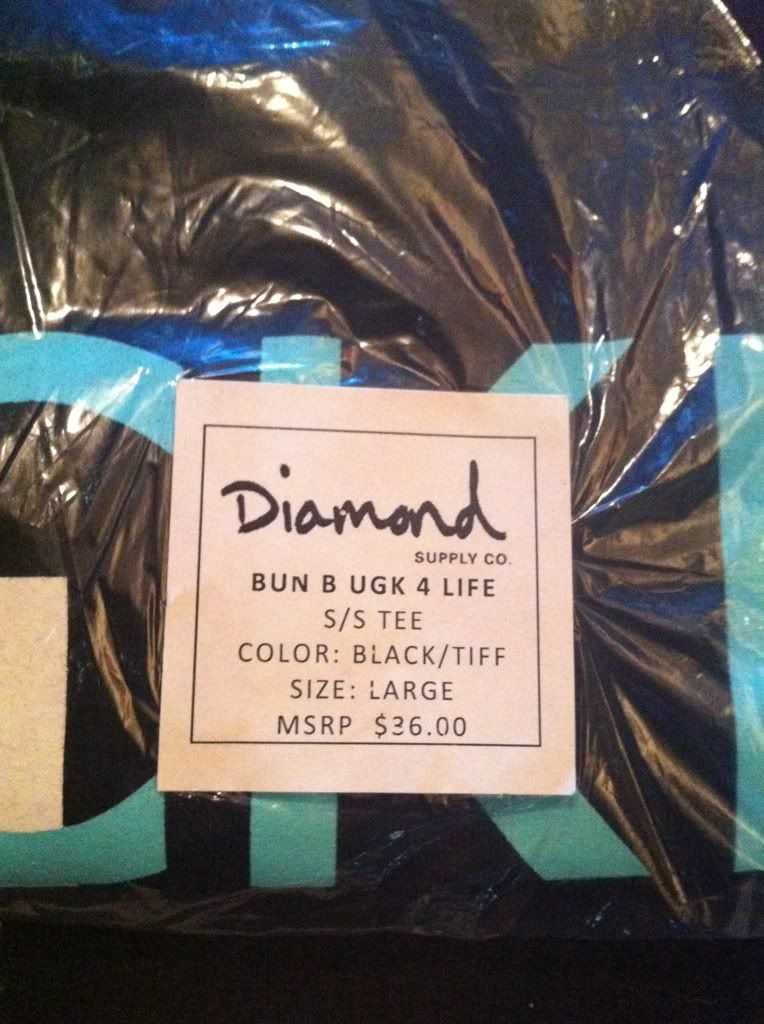 Diamond
SUPPLY CO.
BUN B UGK 4 LIFE
S/S TEE
COLOR: BLACK/TIFF
SIZE: LARGE
MSRP $36.00